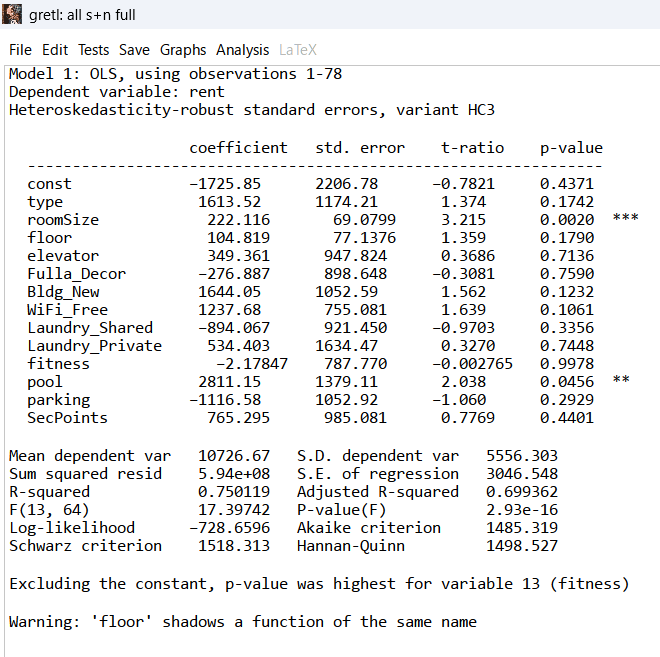 gretl: all s+n full
File Edit Tests Save Graphs Analysis LaTeX
Model 1: OLS, using observations 1-78
Dependent variable: rent
Heteroskedasticity-robust standard errors, variant HC3
coefficient std. error t-ratio p-value
-----------------------------------------------------------------
const −1725.85 2206.78 −0.7821 0.4371
type 1613.52 1174.21 1.374 0.1742
roomSize 222.116 69.0799 3.215 0.0020 ***
floor 104.819 77.1376 1.359 0.1790
elevator 349.361 947.824 0.3686 0.7136
Fulla_Decor −276.887 898.648 −0.3081 0.7590
Bldg_New 1644.05 1052.59 1.562 0.1232
WiFi_Free 1237.68 755.081 1.639 0.1061
Laundry_Shared −894.067 921.450 −0.9703 0.3356
Laundry_Private 534.403 1634.47 0.3270 0.7448
fitness −2.17847 787.770 −0.002765 0.9978
pool 2811.15 1379.11 2.038 0.0456 **
parking −1116.58 1052.92 −1.060 0.2929
SecPoints 765.295 985.081 0.7769 0.4401
Mean dependent var 10726.67 S.D. dependent var 5556.303
Sum squared resid 5.94e+08 S.E. of regression 3046.548
R-squared 0.750119 Adjusted R-squared 0.699362
F(13, 64) 17.39742 P-value(F) 2.93e-16
Log-likelihood −728.6596 Akaike criterion 1485.319
Schwarz criterion 1518.313 Hannan-Quinn 1498.527
Excluding the constant, p-value was highest for variable 13 (fitness)
Warning: 'floor' shadows a function of the same name